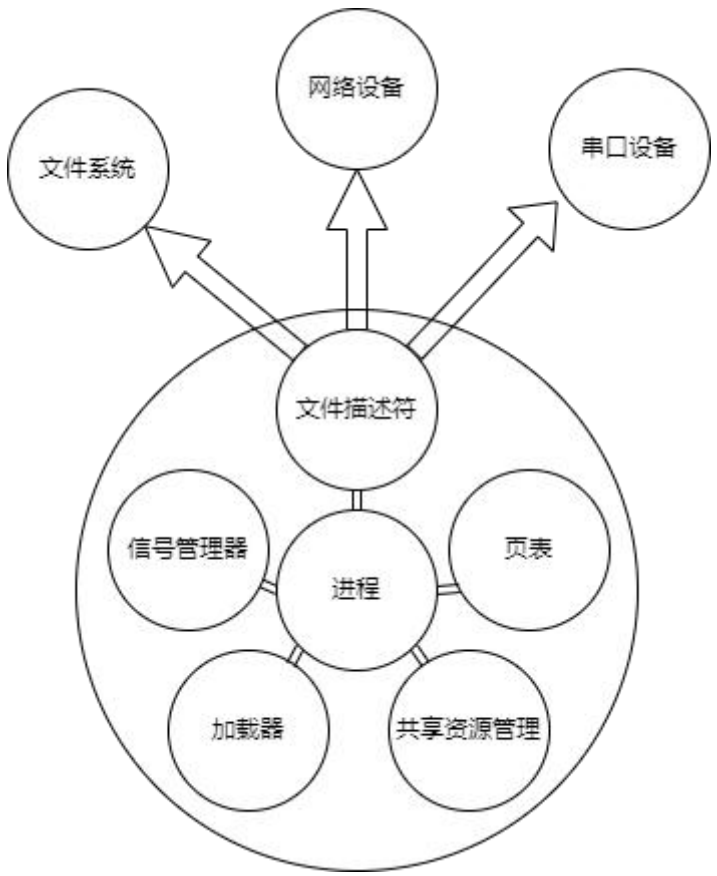 网络设备
文件系统
串口设备
文件描述符
信号管理器
页表
进程
加载器
共享资源管理